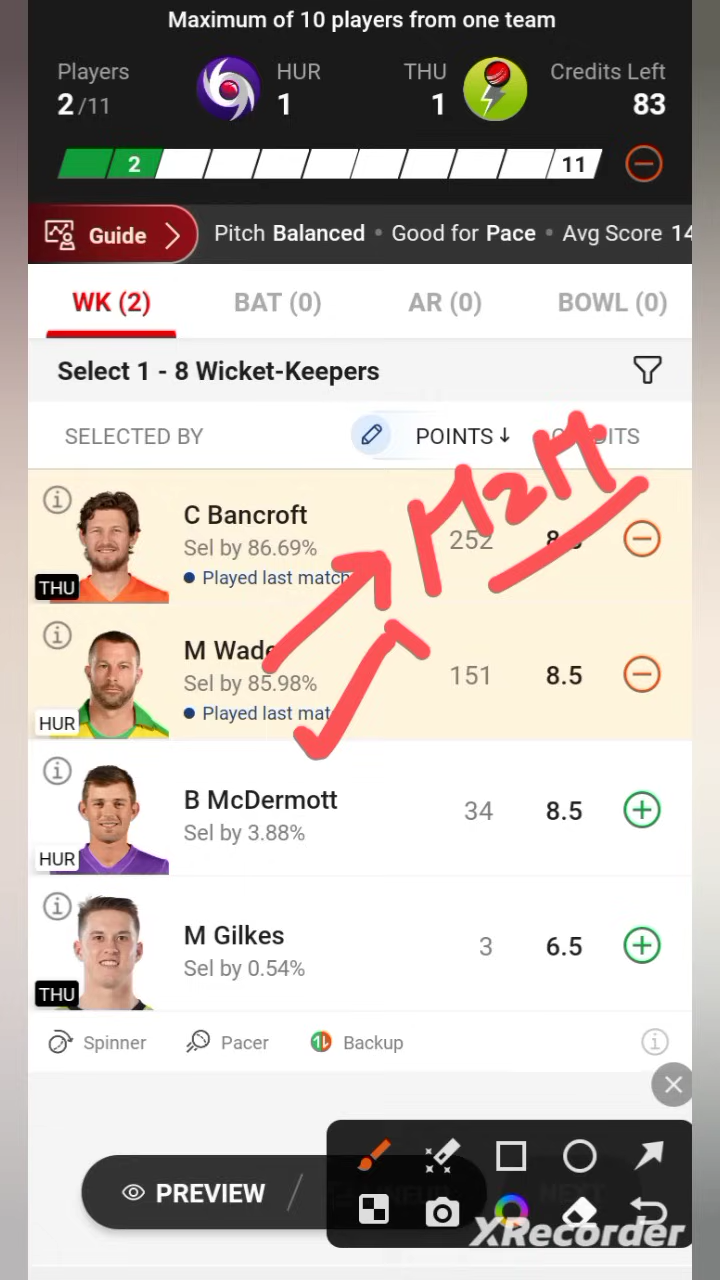 Maximum of 10 players from one team
Players HUR THU Credits Left
2/11 1 1 83
2 11
Guide Pitch Balanced • Good for Pace • Avg Score 14
WK (2) BAT (0) AR (0) BOWL (0)
Select 1 - 8 Wicket-Keepers
SELECTED BY POINTS↓
C Bancroft
Sel by 86.69% 252
Played last match
THU
M Wade
Sel by 85.98% 151 8.5
Played last mat
HUR
B McDermott
Sel by 3.88% 34 8.5
HUR
M Gilkes
Sel by 0.54% 3 6.5
THU
Spinner Pacer Backup
PREVIEW
XRecorder